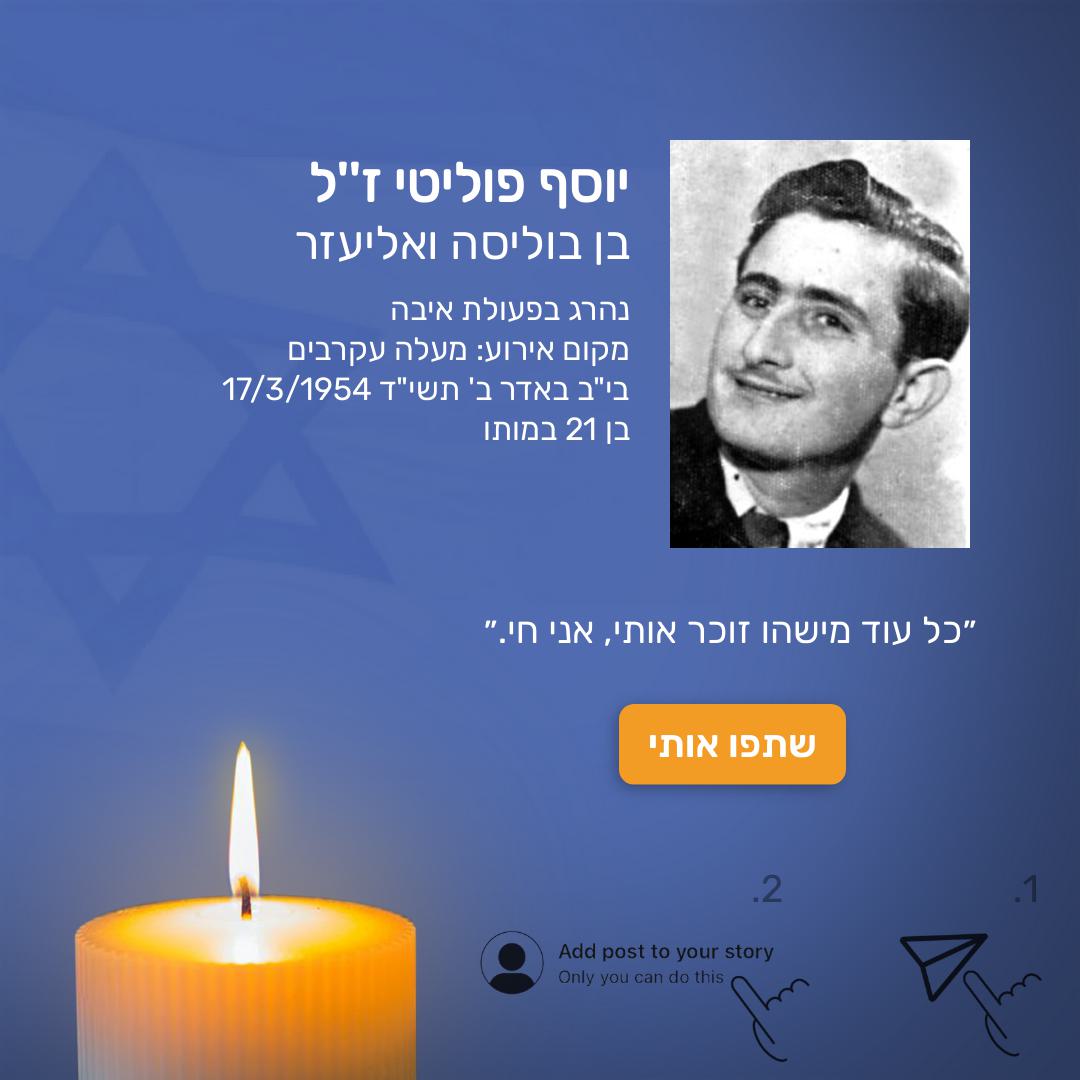 יוסף פוליטי ז"ל
בן בוליסה ואליעזר
נהרג בפעולת איבה
מקום אירוע: מעלה עקרבים
בי"ב באדר ב' תשי"ד 17/3/1954
בן 21 במותו
״כל עוד מישהו זוכר אותי, אני חי.״
שתפו אותי
1.
2.
Add post to your story
Only you can do this